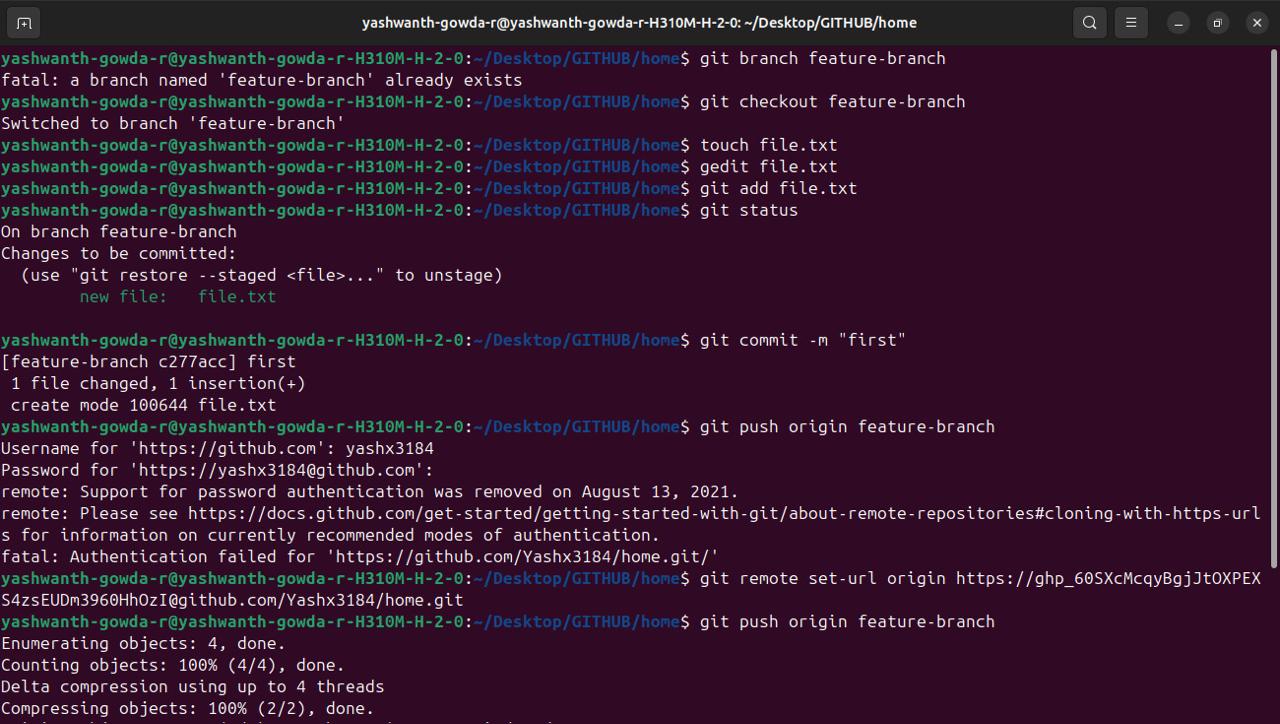 yashwanth-gowda-r@yashwanth-gowda-r-H310M-H-2-0: ~/Desktop/GITHUB/home
yashwanth-gowda-r@yashwanth-gowda-r-H310M-H-2-0:~/Desktop/GITHUB/home$ git branch feature-branch
fatal: a branch named 'feature-branch' already exists
yashwanth-gowda-r@yashwanth-gowda-r-H310M-H-2-0:~/Desktop/GITHUB/home$ git checkout feature-branch
Switched to branch 'feature-branch'
yashwanth-gowda-r@yashwanth-gowda-r-H310M-H-2-0:~/Desktop/GITHUB/home$ touch file.txt
yashwanth-gowda-r@yashwanth-gowda-r-H310M-H-2-0:~/Desktop/GITHUB/home$ gedit file.txt
yashwanth-gowda-r@yashwanth-gowda-r-H310M-H-2-0:~/Desktop/GITHUB/home$ git add file.txt
yashwanth-gowda-r@yashwanth-gowda-r-H310M-H-2-0:~/Desktop/GITHUB/home$ git status
On branch feature-branch
Changes to be committed:
  (use "git restore --staged <file>..." to unstage)
        new file:   file.txt
yashwanth-gowda-r@yashwanth-gowda-r-H310M-H-2-0:~/Desktop/GITHUB/home$ git commit -m "first"
[feature-branch c277acc] first
 1 file changed, 1 insertion(+)
 create mode 100644 file.txt
yashwanth-gowda-r@yashwanth-gowda-r-H310M-H-2-0:~/Desktop/GITHUB/home$ git push origin feature-branch
Username for 'https://github.com': yashx3184
Password for 'https://yashx3184@github.com':
remote: Support for password authentication was removed on August 13, 2021.
remote: Please see https://docs.github.com/get-started/getting-started-with-git/about-remote-repositories#cloning-with-https-url
s for information on currently recommended modes of authentication.
fatal: Authentication failed for 'https://github.com/Yashx3184/home.git/'
yashwanth-gowda-r@yashwanth-gowda-r-H310M-H-2-0:~/Desktop/GITHUB/home$ git remote set-url origin https://ghp_60SXcMcqyBgjJtOXPEX
S4zsEUDm3960HhOzI@github.com/Yashx3184/home.git
yashwanth-gowda-r@yashwanth-gowda-r-H310M-H-2-0:~/Desktop/GITHUB/home$ git push origin feature-branch
Enumerating objects: 4, done.
Counting objects: 100% (4/4), done.
Delta compression using up to 4 threads
Compressing objects: 100% (2/2), done.